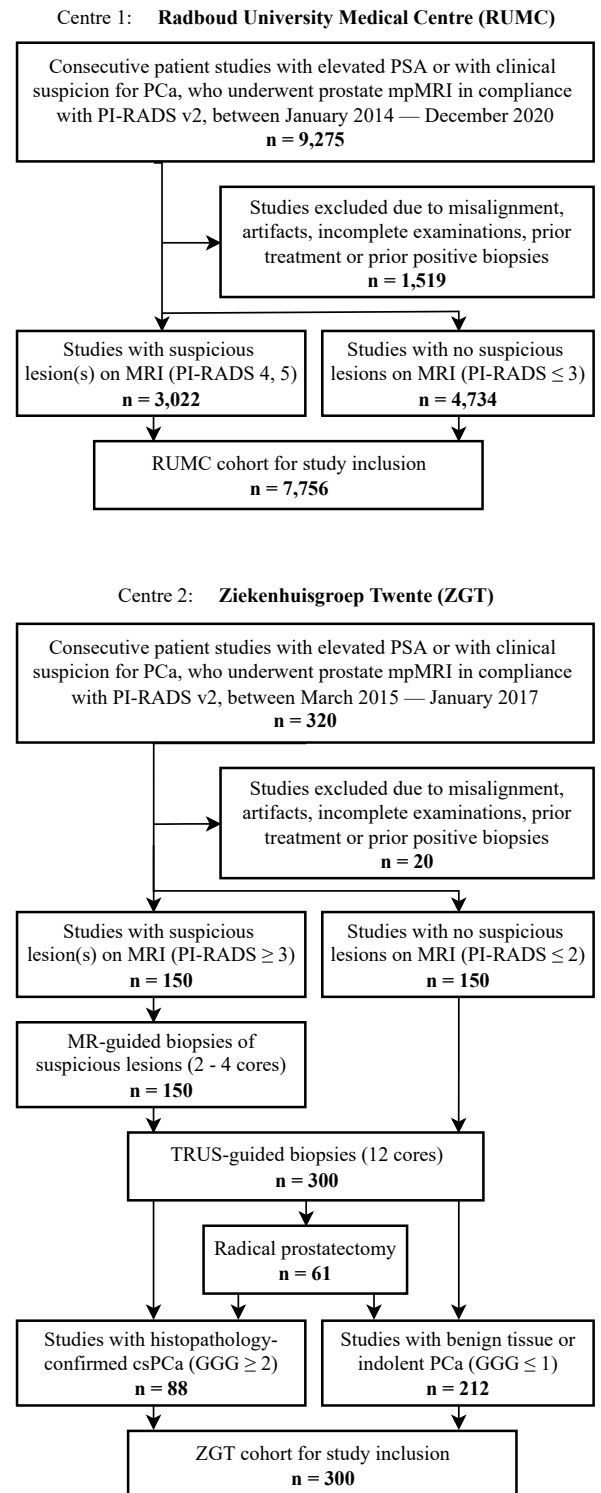 Centre 1: Radboud University Medical Centre (RUMC)
Consecutive patient studies with elevated PSA or with clinical
suspicion for PCa, who underwent prostate mpMRI in compliance
with PI-RADS v2, between January 2014 — December 2020
n = 9,275
Studies excluded due to misalignment,
artifacts, incomplete examinations, prior
treatment or prior positive biopsies
n = 1,519
Studies with suspicious
lesion(s) on MRI (PI-RADS 4, 5)
n = 3,022
Studies with no suspicious
lesions on MRI (PI-RADS ≤ 3)
n = 4,734
RUMC cohort for study inclusion
n = 7,756
Centre 2: Ziekenhuisgroep Twente (ZGT)
Consecutive patient studies with elevated PSA or with clinical
suspicion for PCa, who underwent prostate mpMRI in compliance
with PI-RADS v2, between March 2015 — January 2017
n = 320
Studies excluded due to misalignment,
artifacts, incomplete examinations, prior
treatment or prior positive biopsies
n = 20
Studies with suspicious
lesion(s) on MRI (PI-RADS ≥ 3)
n = 150
Studies with no suspicious
lesions on MRI (PI-RADS ≤ 2)
n = 150
MR-guided biopsies of
suspicious lesions (2 - 4 cores)
n = 150
TRUS-guided biopsies (12 cores)
n = 300
Radical prostatectomy
n = 61
Studies with histopathology-
confirmed csPCa (GGG ≥ 2)
n = 88
Studies with benign tissue or
indolent PCa (GGG ≤ 1)
n = 212
ZGT cohort for study inclusion
n = 300